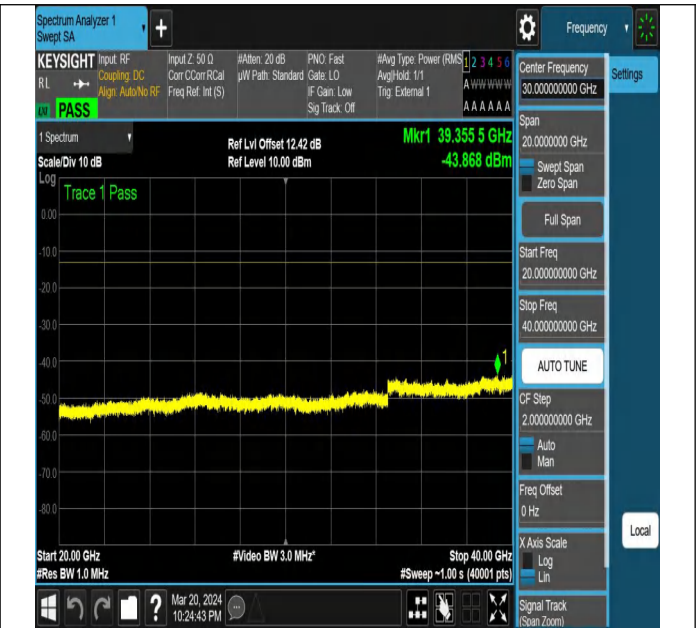 Spectrum Analyzer 1
Swept SA
+
Frequency
KEYSIGHT
RL
PASS
Input: RF
Coupling: DC
Align: Auto/No RF
Input Z: 50 Ω
Corr CCorr RCal
Freq Ref: Int (S)
#Atten: 20 dB
µW Path: Standard
PNO: Fast
Gate: LO
IF Gain: Low
Sig Track: Off
#Avg Type: Power (RMS
Avg|Hold: 1/1
Trig: External 1
1 2 3 4 5 6
A W W W W W
A A A A A A
1 Spectrum
Scale/Div 10 dB
Ref Lvl Offset 12.42 dB
Ref Level 10.00 dBm
Mkr1 39.355 5 GHz
-43.868 dBm
Log
Trace 1 Pass
0.00
-10.0
-20.0
-30.0
-40.0
-50.0
-60.0
-70.0
-80.0
1
Start 20.00 GHz
#Res BW 1.0 MHz
#Video BW 3.0 MHz*
Stop 40.00 GHz
#Sweep ~1.00 s (40001 pts)
?
Mar 20, 2024
10:24:43 PM
Center Frequency
30.000000000 GHz
Span
20.0000000 GHz
Swept Span
Zero Span
Full Span
Start Freq
20.000000000 GHz
Stop Freq
40.000000000 GHz
AUTO TUNE
CF Step
2.000000000 GHz
Auto
Man
Freq Offset
0 Hz
X Axis Scale
Log
Lin
Signal Track
(Span Zoom)
Settings
Local